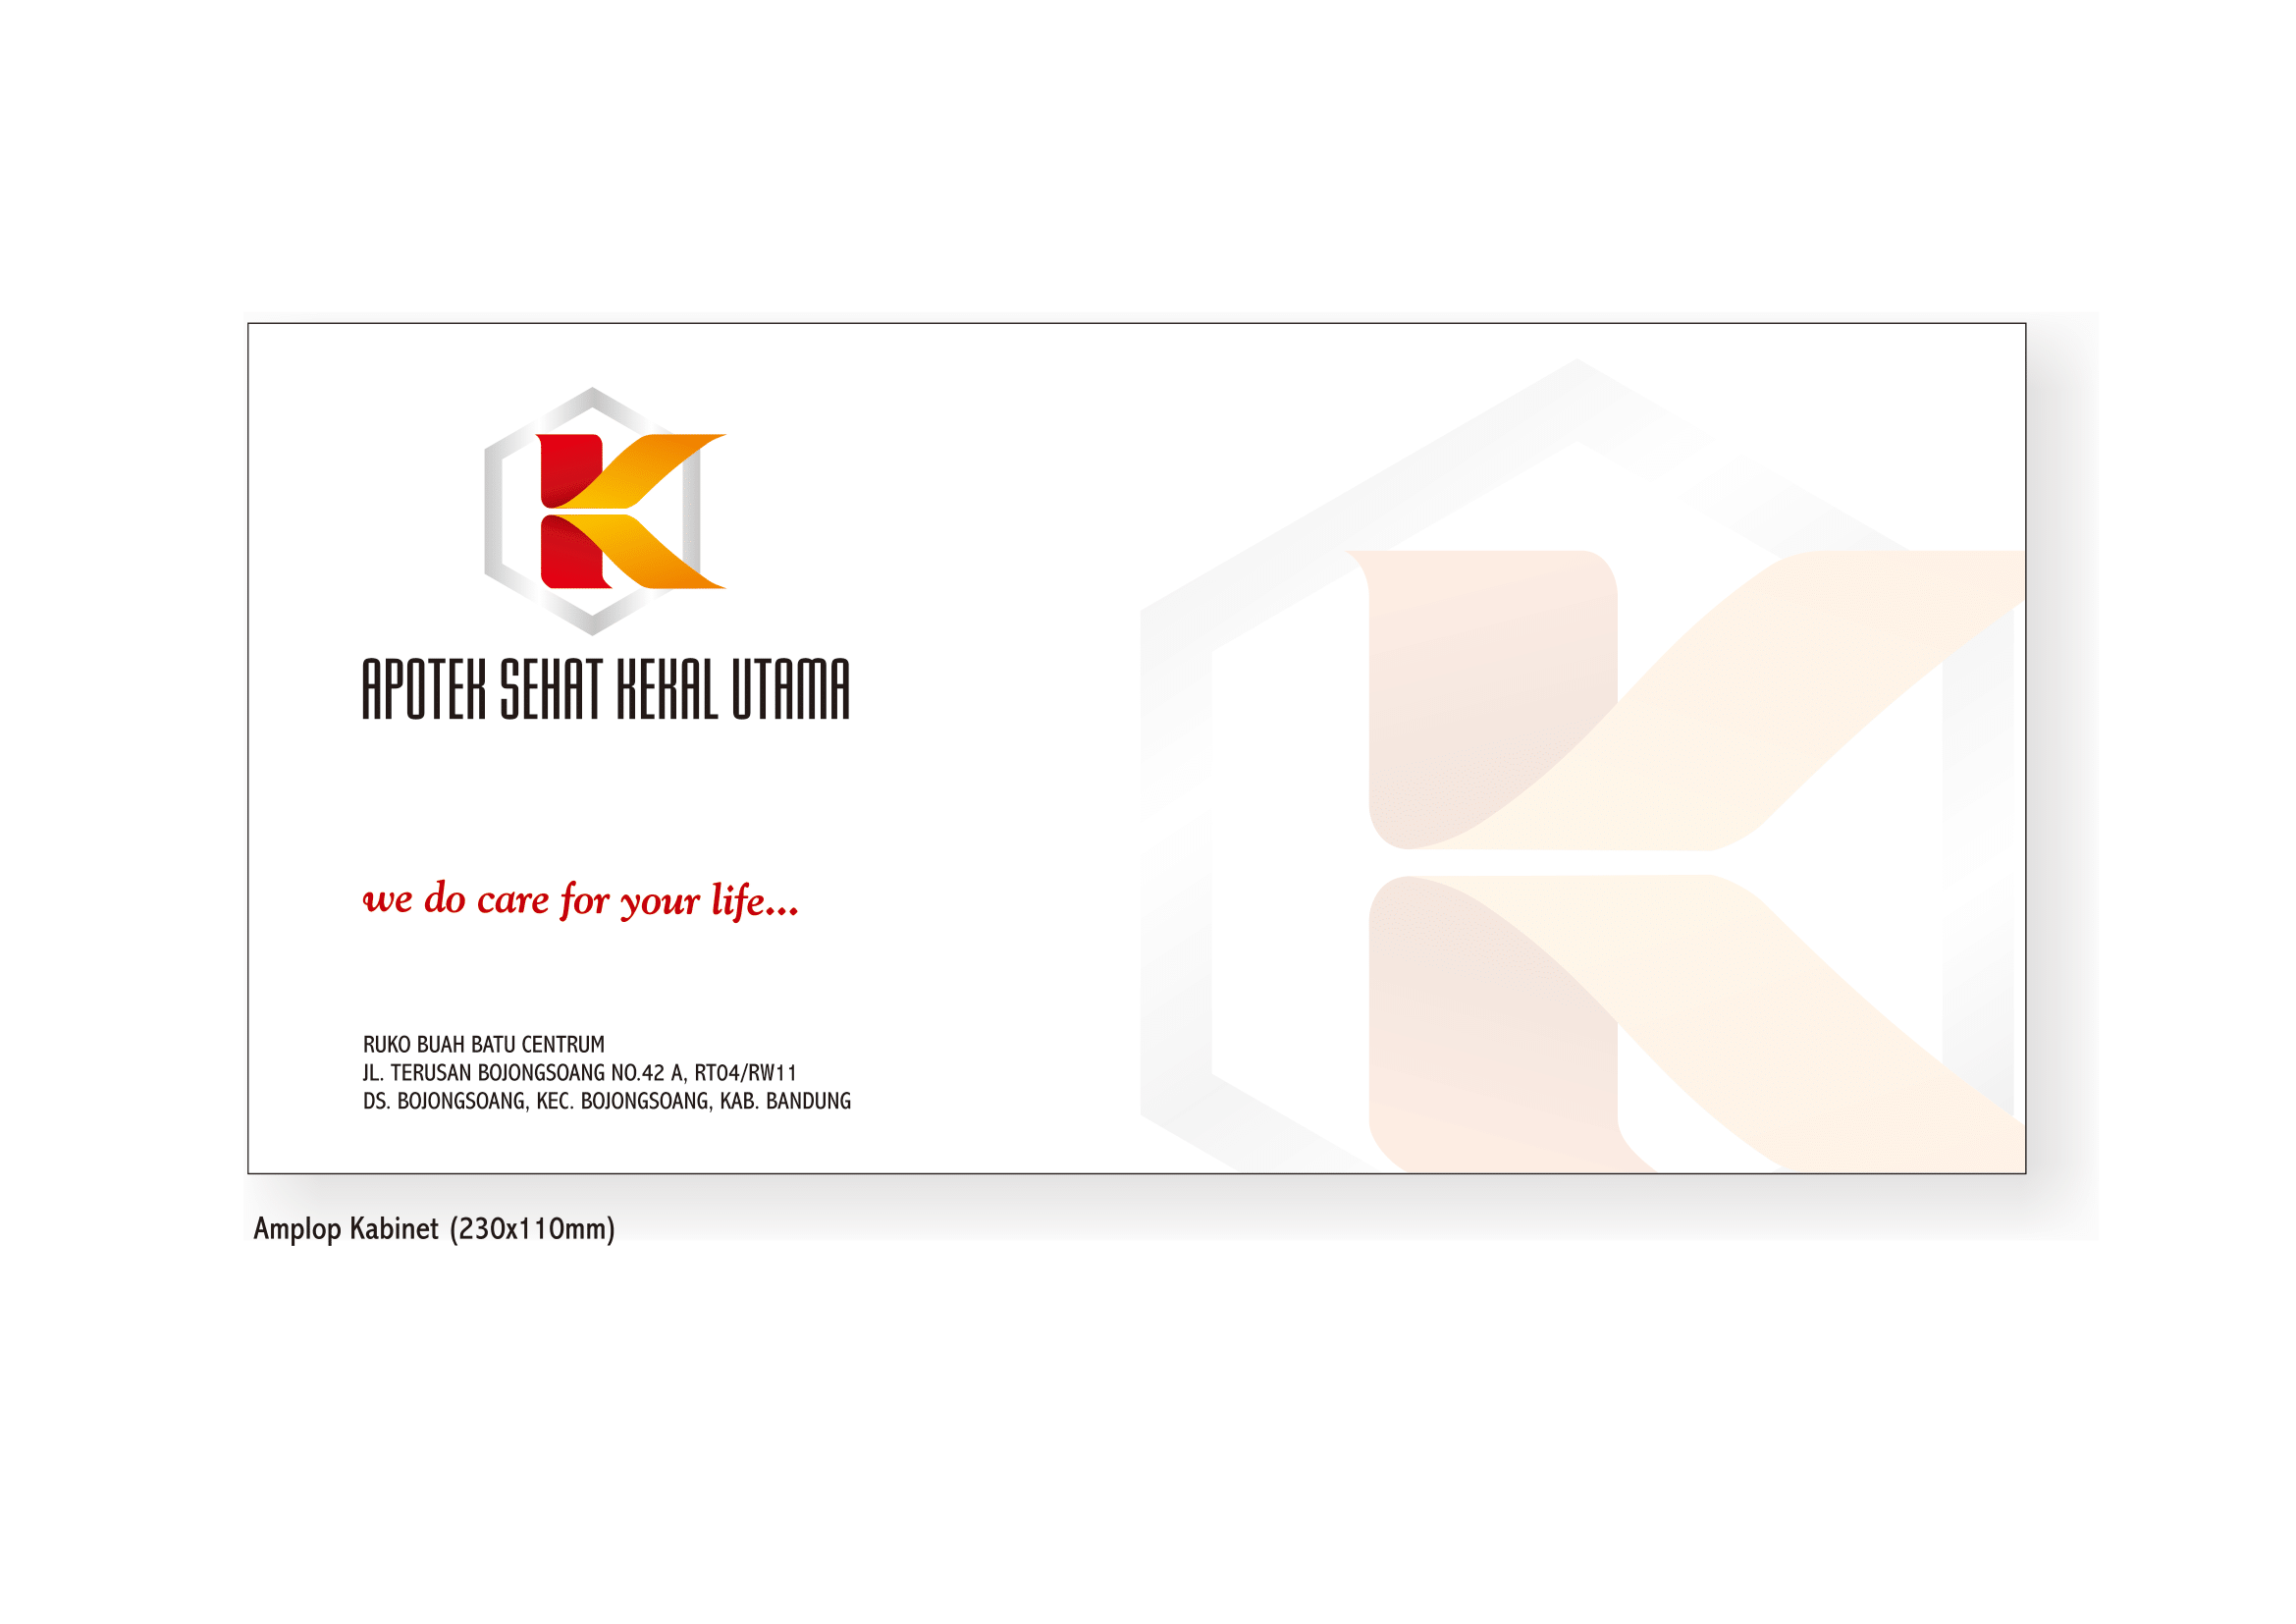 APOTEK SEHAT KEKAL UTAMA
we do care for your life...
RUKO BUAH BATU CENTRUM
JL. TERUSAN BOJONGSOANG NO.42 A, RT04/RW11
DS. BOJONGSOANG, KEC. BOJONGSOANG, KAB. BANDUNG
Amplop Kabinet (230x110mm)